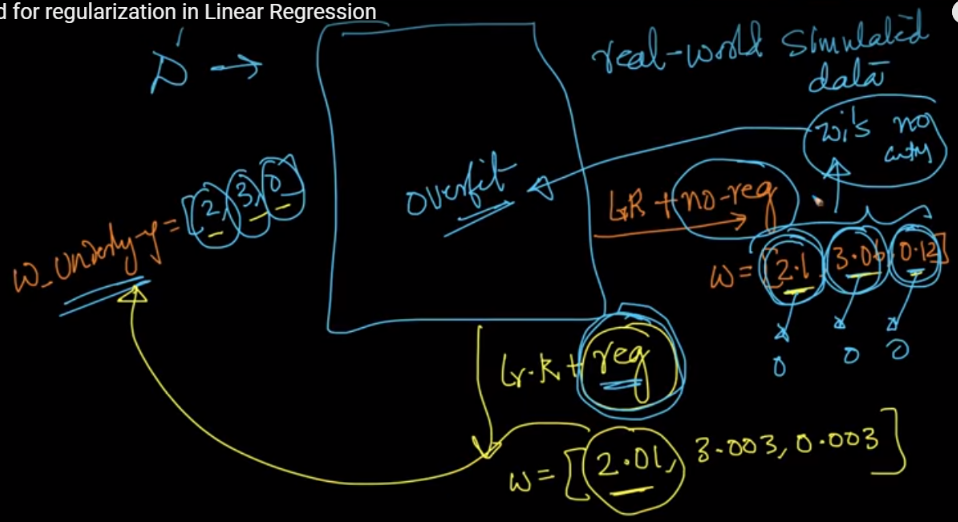 d for regularization in Linear Regression
D' →
real-world simulated
data
wi's no
overfit
LR + no-reg
w_underly-g = [2, 3, 0]
w = [2.1, 3.06, 0.12]
0 0 0
Lr.R + reg
w = [2.01, 3.003, 0.003]